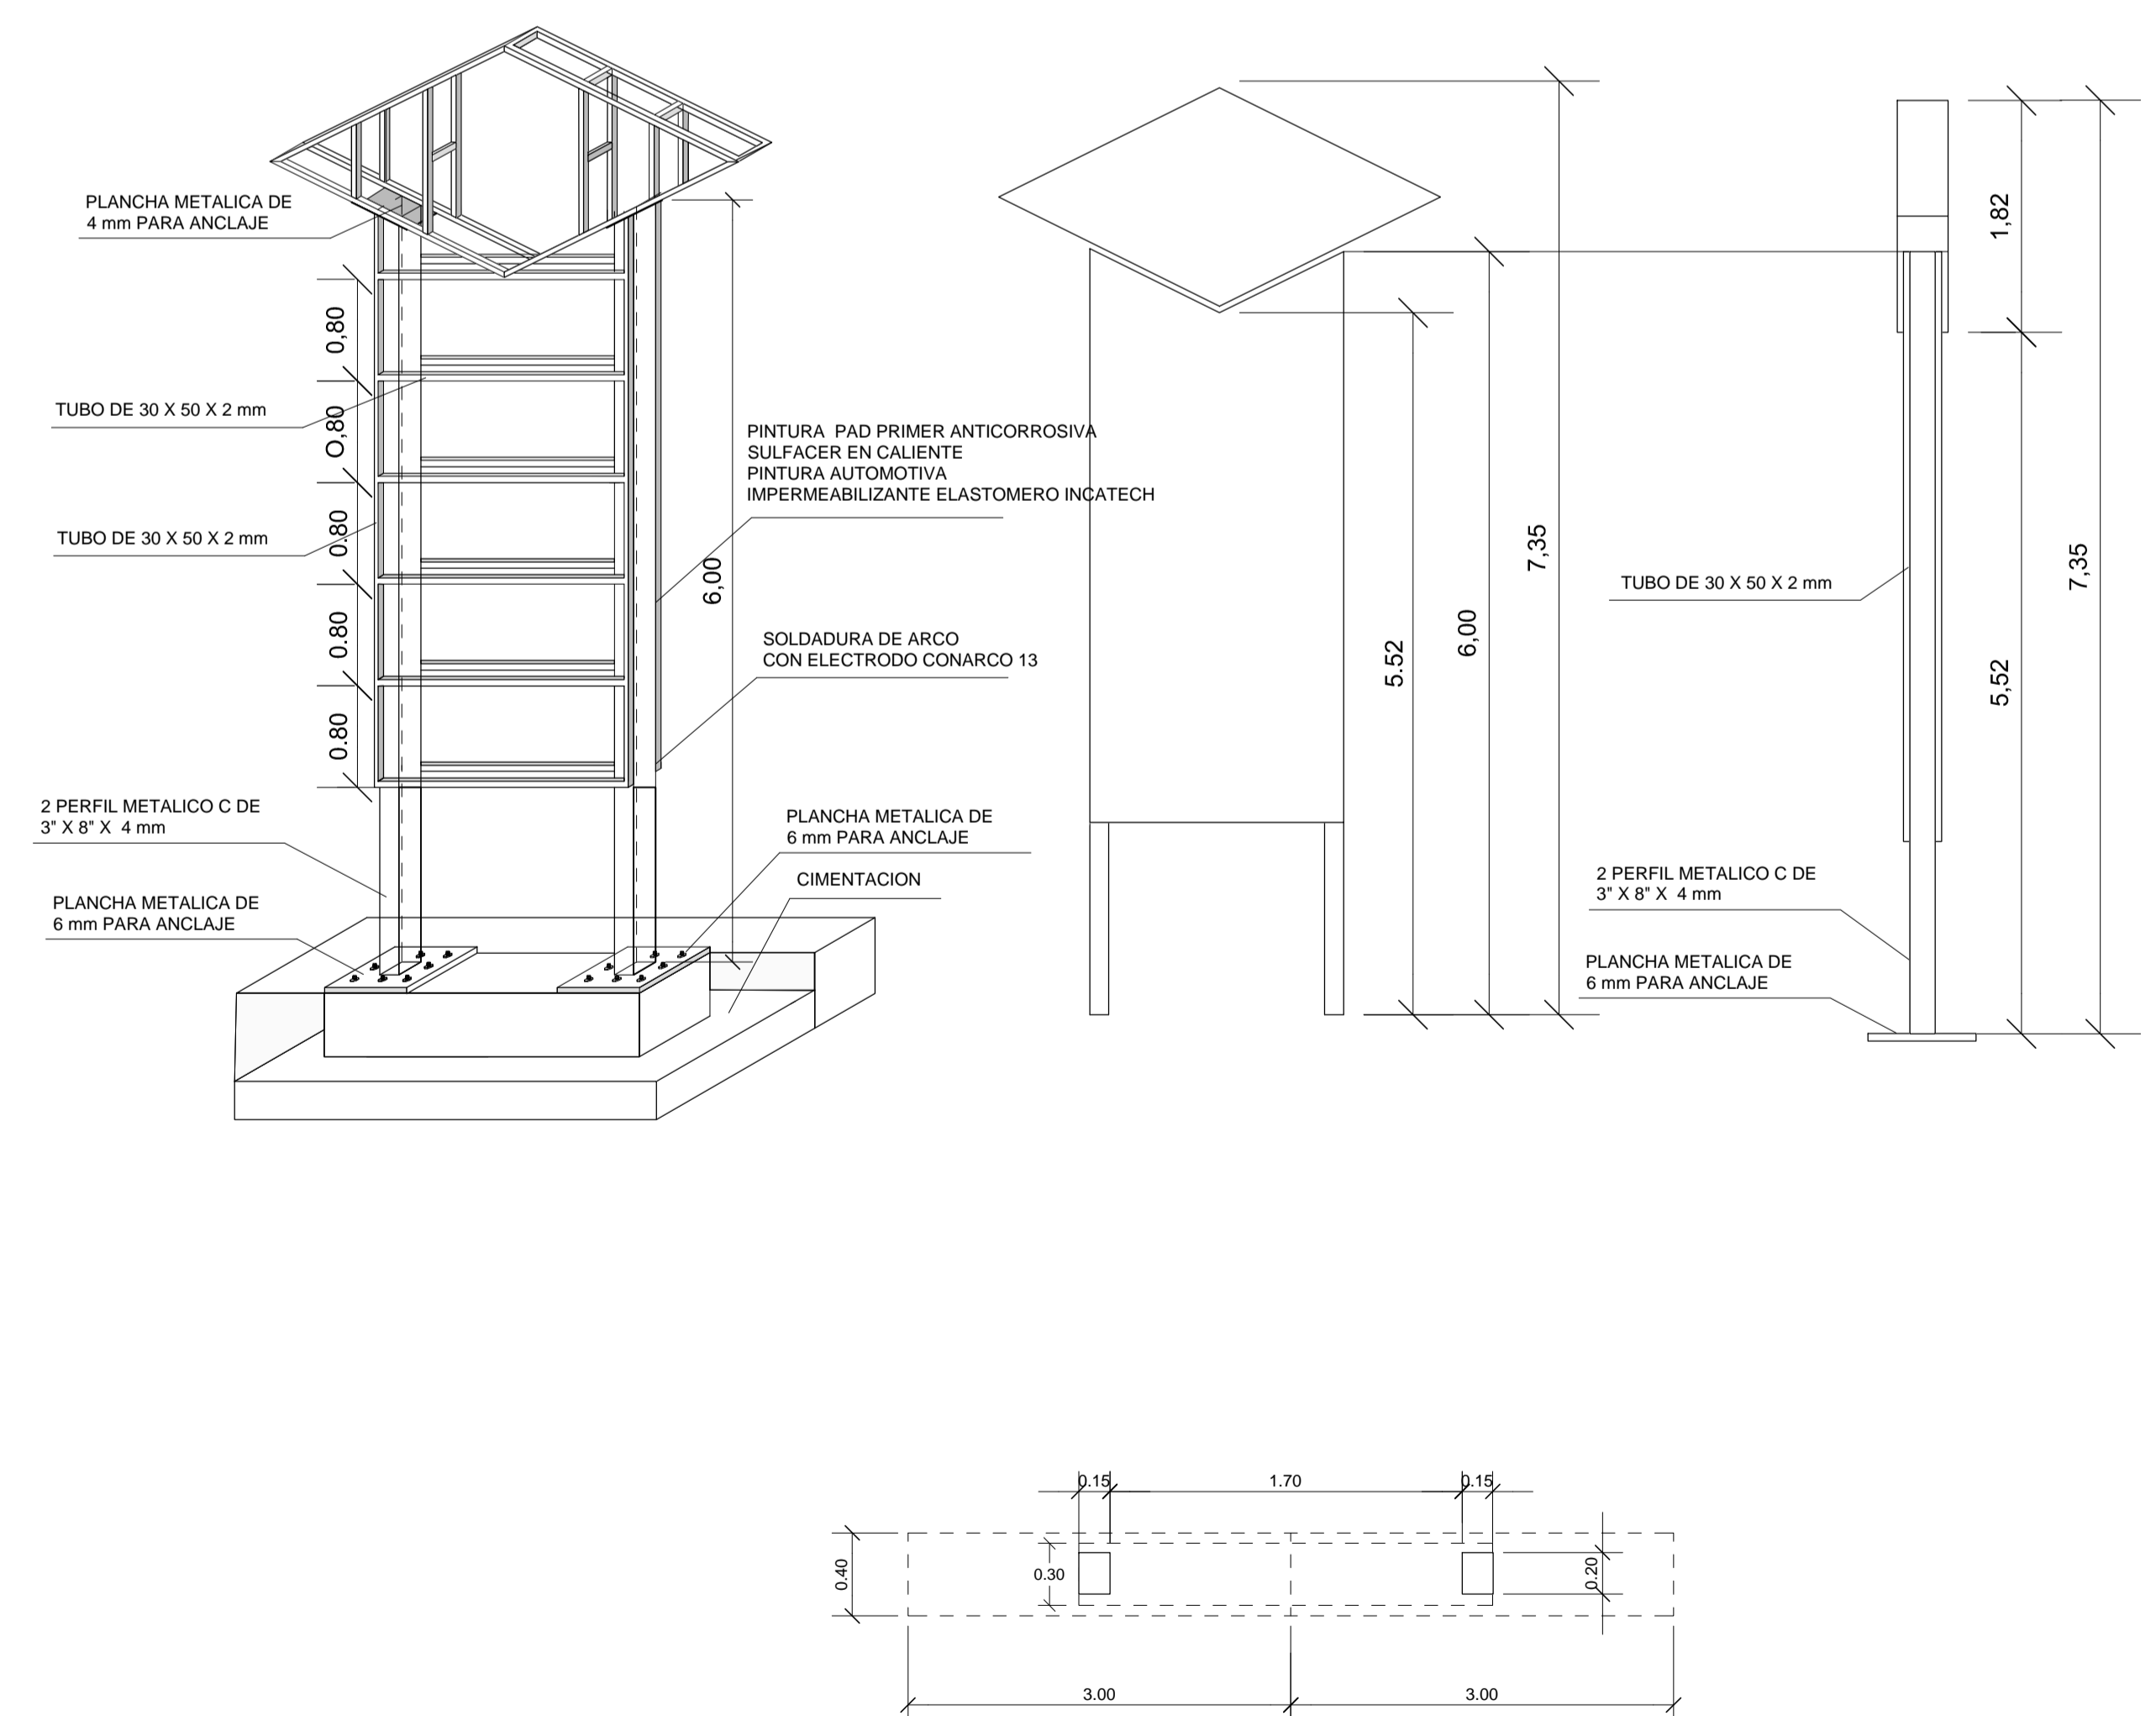 PLANCHA METALICA DE
4 mm PARA ANCLAJE
0,80
TUBO DE 30 X 50 X 2 mm
O,80
TUBO DE 30 X 50 X 2 mm
0.80
0.80
0.80
2 PERFIL METALICO C DE
3" X 8" X 4 mm
PLANCHA METALICA DE
6 mm PARA ANCLAJE
PINTURA PAD PRIMER ANTICORROSIVA
SULFACER EN CALIENTE
PINTURA AUTOMOTIVA
IMPERMEABILIZANTE ELASTOMERO INCATECH
6,00
SOLDADURA DE ARCO
CON ELECTRODO CONARCO 13
PLANCHA METALICA DE
6 mm PARA ANCLAJE
CIMENTACION
5.52
6,00
7,35
TUBO DE 30 X 50 X 2 mm
2 PERFIL METALICO C DE
3" X 8" X 4 mm
PLANCHA METALICA DE
6 mm PARA ANCLAJE
1,82
5,52
7,35
0.15
1.70
0.15
0.40
0.30
0.20
3.00
3.00